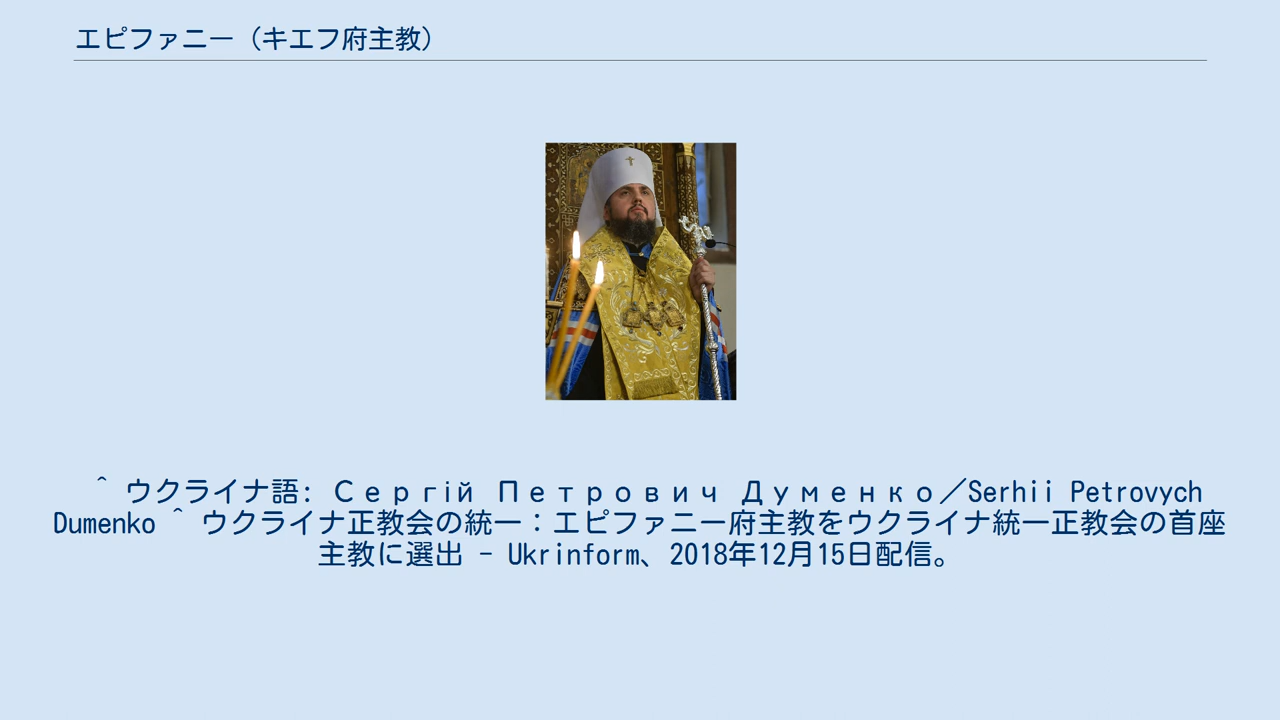 エピファニー（キエフ府主教）
^ ウクライナ語: Сергій Петрович Думенко／Serhii Petrovych
Dumenko ^ ウクライナ正教会の統一：エピファニー府主教をウクライナ統一正教会の首座
主教に選出 - Ukrinform、2018年12月15日配信。